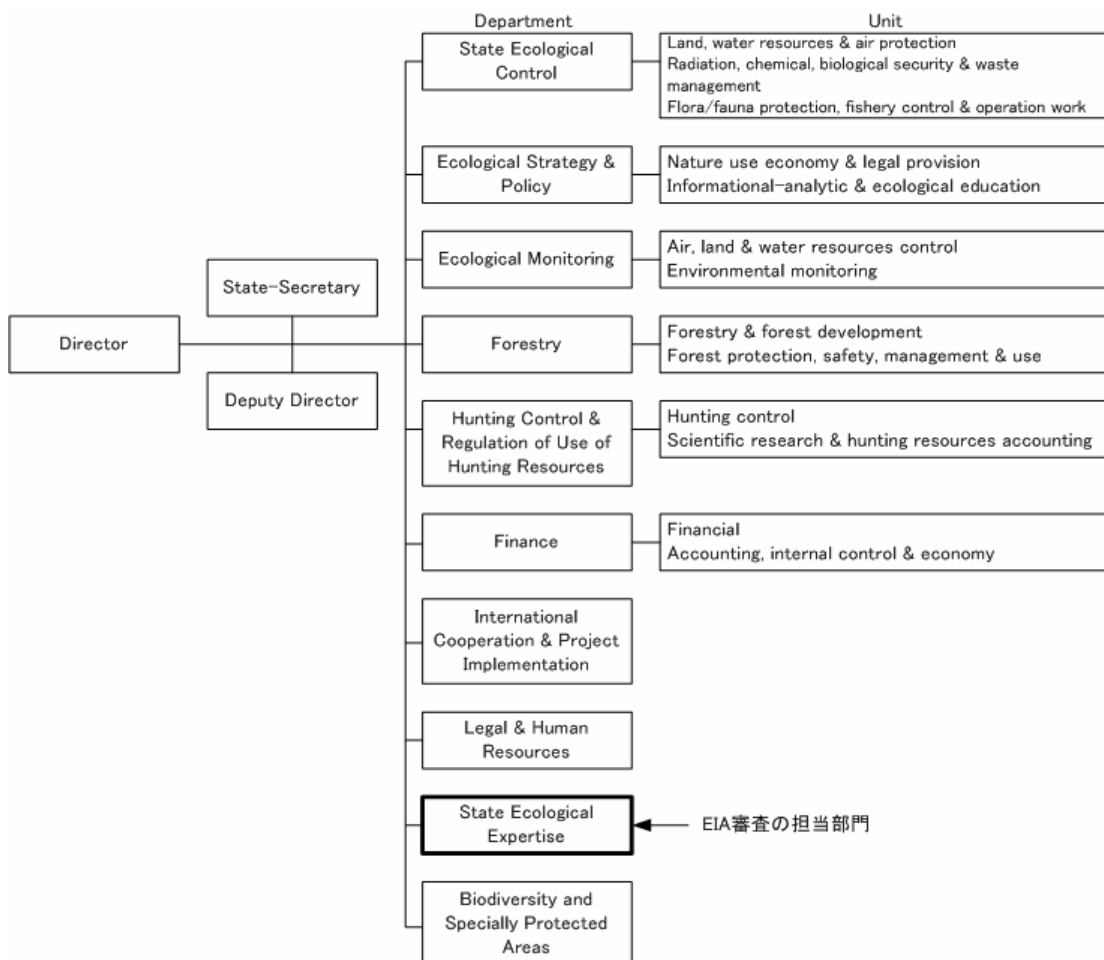 Department
Unit
State Ecological
Control
Land, water resources & air protection
Radiation, chemical, biological security & waste
management
Flora/fauna protection, fishery control & operation work
Ecological Strategy &
Policy
Nature use economy & legal provision
Informational-analytic & ecological education
Ecological Monitoring
Air, land & water resources control
Environmental monitoring
State-Secretary
Director
Deputy Director
Forestry
Forestry & forest development
Forest protection, safety, management & use
Hunting Control &
Regulation of Use of
Hunting Resources
Hunting control
Scientific research & hunting resources accounting
Finance
Financial
Accounting, internal control & economy
International
Cooperation & Project
Implementation
Legal & Human
Resources
State Ecological
Expertise
EIA審査の担当部門
Biodiversity and
Specially Protected
Areas